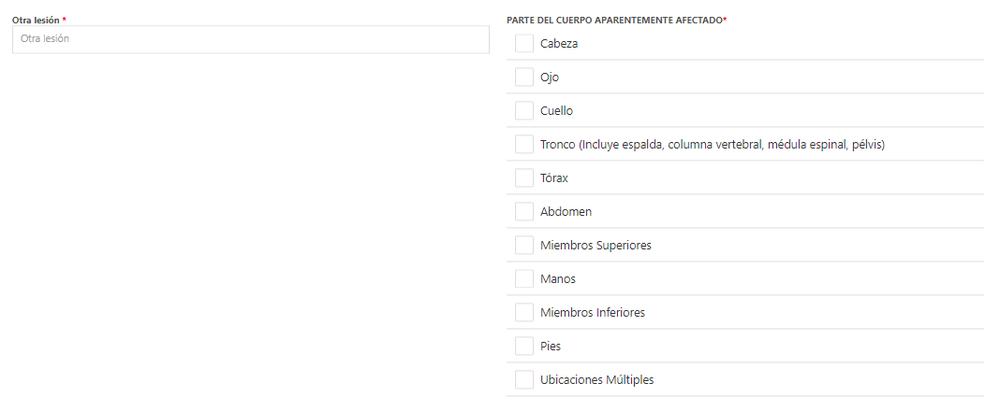 Otra lesión *
Otra lesión
PARTE DEL CUERPO APARENTEMENTE AFECTADO*
Cabeza
Ojo
Cuello
Tronco (Incluye espalda, columna vertebral, médula espinal, pélvis)
Tórax
Abdomen
Miembros Superiores
Manos
Miembros Inferiores
Pies
Ubicaciones Múltiples